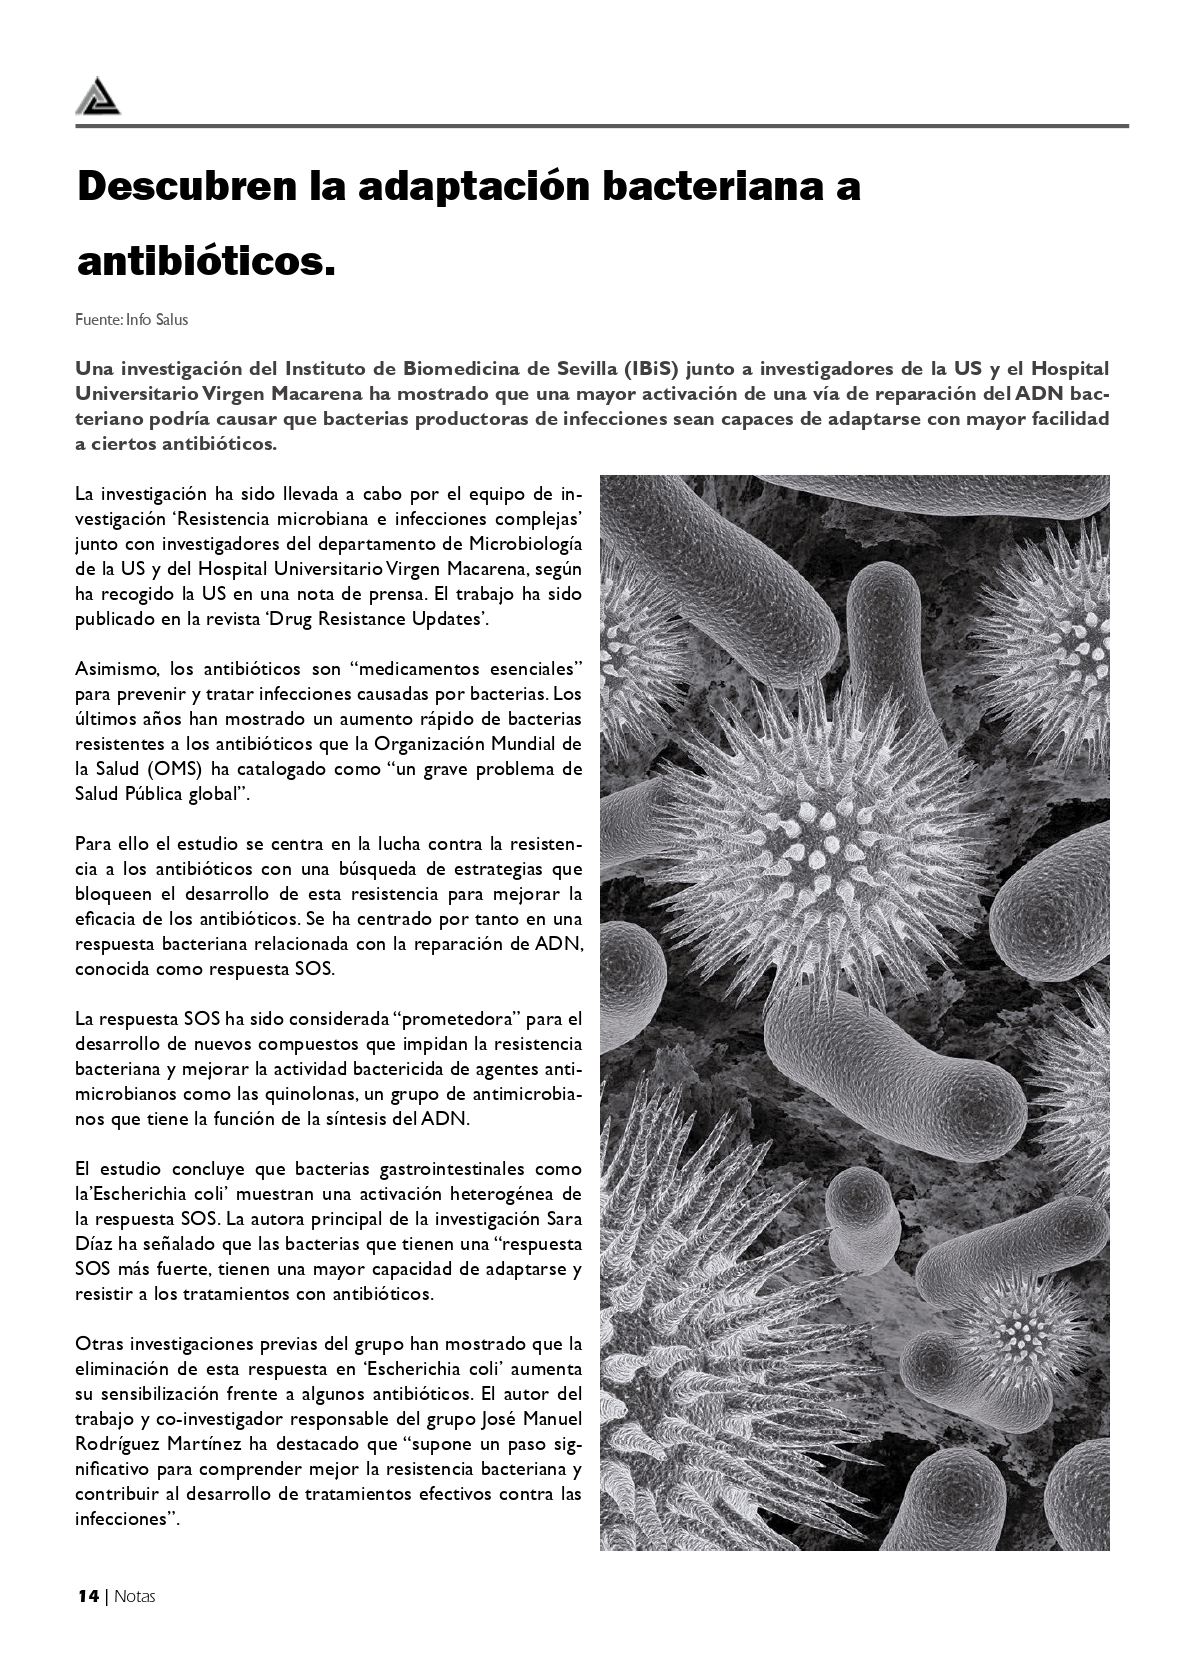 Descubren la adaptación bacteriana a
antibióticos.
Fuente: Info Salus
Una investigación del Instituto de Biomedicina de Sevilla (IBiS) junto a investigadores de la US y el Hospital
Universitario Virgen Macarena ha mostrado que una mayor activación de una vía de reparación del ADN bac-
teriano podría causar que bacterias productoras de infecciones sean capaces de adaptarse con mayor facilidad
a ciertos antibióticos.
La investigación ha sido llevada a cabo por el equipo de in-
vestigación ‘Resistencia microbiana e infecciones complejas’
junto con investigadores del departamento de Microbiología
de la US y del Hospital Universitario Virgen Macarena, según
ha recogido la US en una nota de prensa. El trabajo ha sido
publicado en la revista ‘Drug Resistance Updates’.
Asimismo, los antibióticos son “medicamentos esenciales”
para prevenir y tratar infecciones causadas por bacterias. Los
últimos años han mostrado un aumento rápido de bacterias
resistentes a los antibióticos que la Organización Mundial de
la Salud (OMS) ha catalogado como “un grave problema de
Salud Pública global”.
Para ello el estudio se centra en la lucha contra la resisten-
cia a los antibióticos con una búsqueda de estrategias que
bloqueen el desarrollo de esta resistencia para mejorar la
eficacia de los antibióticos. Se ha centrado por tanto en una
respuesta bacteriana relacionada con la reparación de ADN,
conocida como respuesta SOS.
La respuesta SOS ha sido considerada “prometedora” para el
desarrollo de nuevos compuestos que impidan la resistencia
bacteriana y mejorar la actividad bactericida de agentes anti-
microbianos como las quinolonas, un grupo de antimicrobia-
nos que tiene la función de la síntesis del ADN.
El estudio concluye que bacterias gastrointestinales como
la’Escherichia coli’ muestran una activación heterogénea de
la respuesta SOS. La autora principal de la investigación Sara
Díaz ha señalado que las bacterias que tienen una “respuesta
SOS más fuerte, tienen una mayor capacidad de adaptarse y
resistir a los tratamientos con antibióticos.
Otras investigaciones previas del grupo han mostrado que la
eliminación de esta respuesta en ‘Escherichia coli’ aumenta
su sensibilización frente a algunos antibióticos. El autor del
trabajo y co-investigador responsable del grupo José Manuel
Rodríguez Martínez ha destacado que “supone un paso sig-
nificativo para comprender mejor la resistencia bacteriana y
contribuir al desarrollo de tratamientos efectivos contra las
infecciones”.
14 | Notas